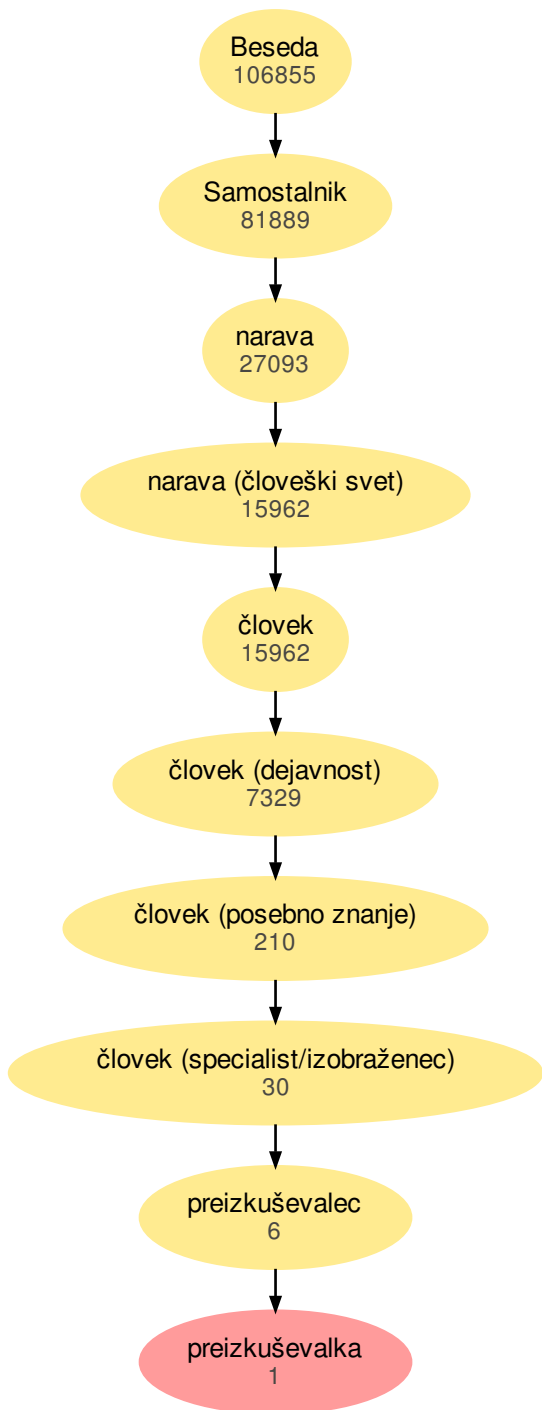 Beseda
106855
Samostalnik
81889
narava
27093
narava (človeški svet)
15962
človek
15962
človek (dejavnost)
7329
človek (posebno znanje)
210
človek (specialist/izobraženec)
30
preizkuševalec
6
preizkuševalka
1